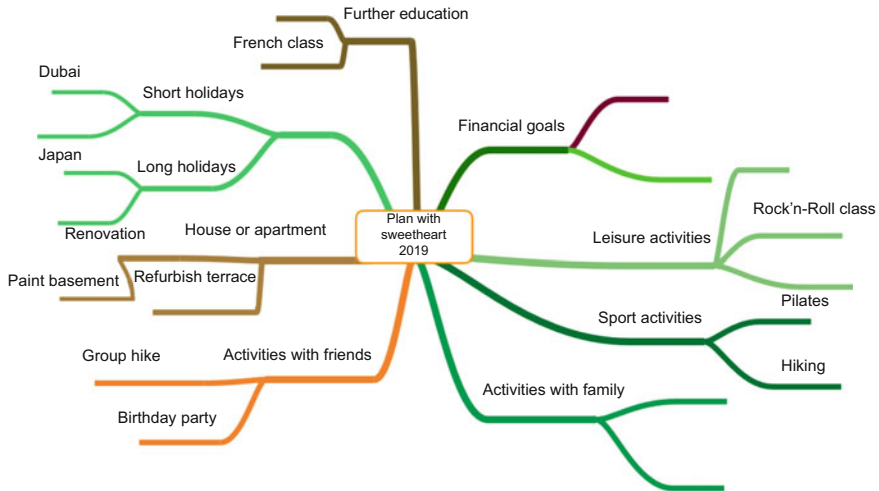 Further education
French class
Dubai
Short holidays
Japan
Long holidays
Renovation
House or apartment
Paint basement
Refurbish terrace
Group hike
Activities with friends
Birthday party
Plan with
sweetheart
2019
Financial goals
Rock’n-Roll class
Leisure activities
Pilates
Sport activities
Hiking
Activities with family